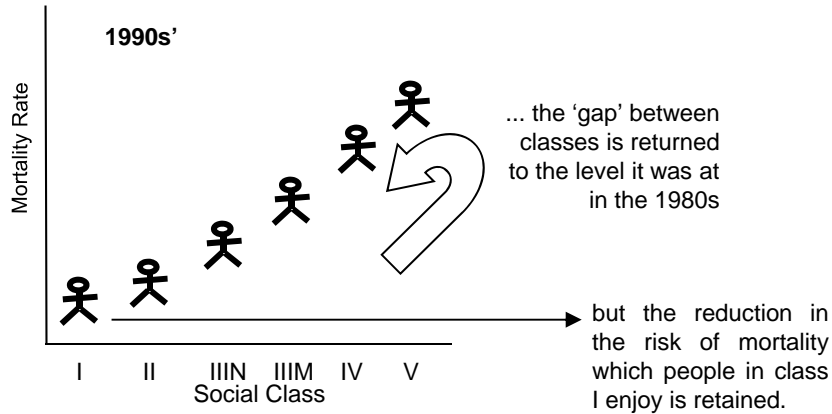 1990s’
Mortality Rate
... the ‘gap’ between
classes is returned
to the level it was at
in the 1980s
but the reduction in
the risk of mortality
which people in class
I enjoy is retained.
I II IIIN IIIM IV V
Social Class